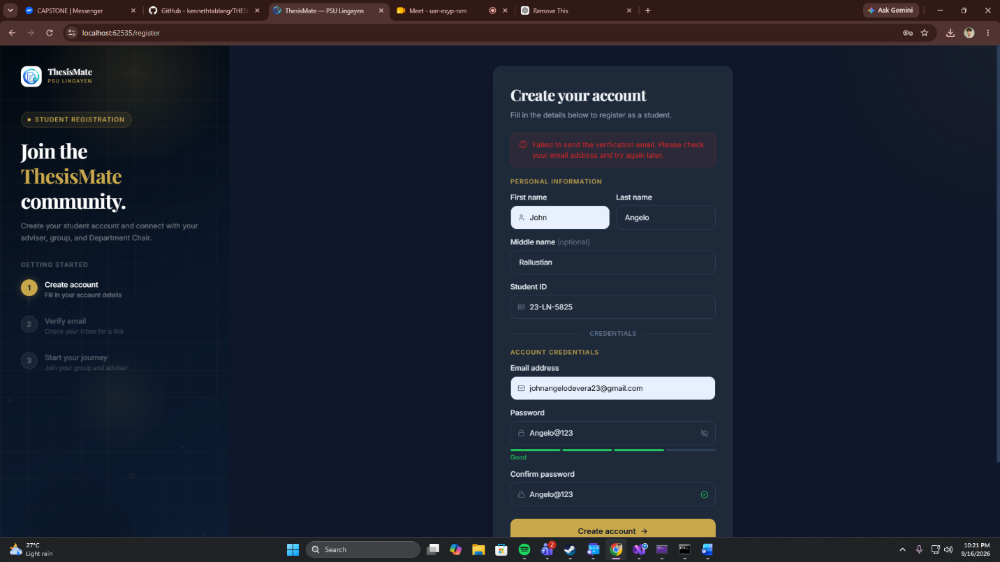 CAPSTONE | Messenger
GitHub - kennethtablang/THES
ThesisMate — PSU Lingayen
Meet - uar-exyp-rxm
Remove This
Ask Gemini
localhost:62535/register
ThesisMate
PSU LINGAYEN
STUDENT REGISTRATION
Join the
ThesisMate
community.
Create your student account and connect with your
adviser, group, and Department Chair.
GETTING STARTED
1
Create account
Fill in your account details
2
Verify email
Check your inbox for a link
3
Start your journey
Join your group and adviser
Create your account
Fill in the details below to register as a student.
Failed to send the verification email. Please check
your email address and try again later.
PERSONAL INFORMATION
First name
Last name
John
Angelo
Middle name (optional)
Rallustian
Student ID
23-LN-5825
CREDENTIALS
ACCOUNT CREDENTIALS
Email address
johnangelodevera23@gmail.com
Password
Angelo@123
Good
Confirm password
Angelo@123
Create account →
27°C
Light rain
Search
2
10:21 PM
9/16/2026